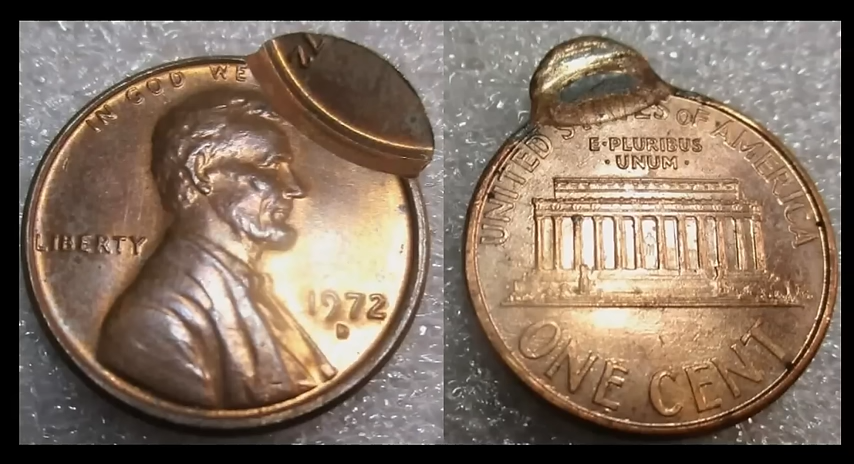 IN GOD WE
LIBERTY
1972
D
UNITED STATES OF AMERICA
E·PLURIBUS
·UNUM·
ONE CENT